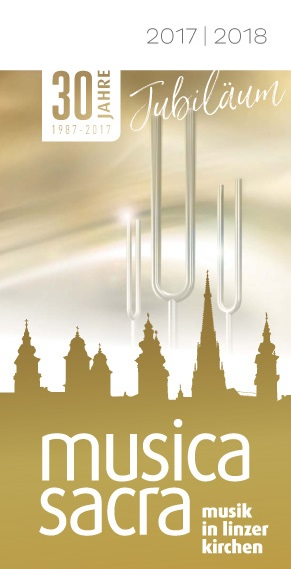 2017 | 2018
30 JAHRE
1987-2017
Jubiläum
musica
sacra
musik
in linzer
kirchen